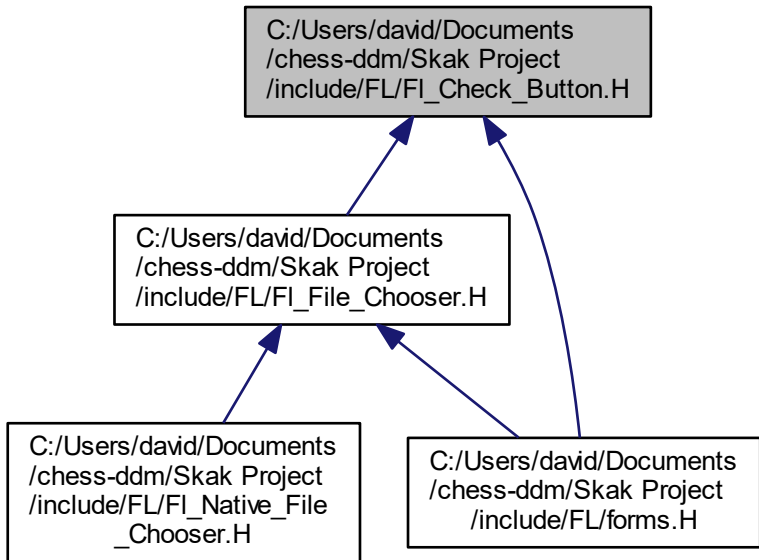 C:/Users/david/Documents
/chess-ddm/Skak Project
/include/FL/Fl_Check_Button.H
C:/Users/david/Documents
/chess-ddm/Skak Project
/include/FL/Fl_File_Chooser.H
C:/Users/david/Documents
/chess-ddm/Skak Project
/include/FL/Fl_Native_File
_Chooser.H
C:/Users/david/Documents
/chess-ddm/Skak Project
/include/FL/forms.H